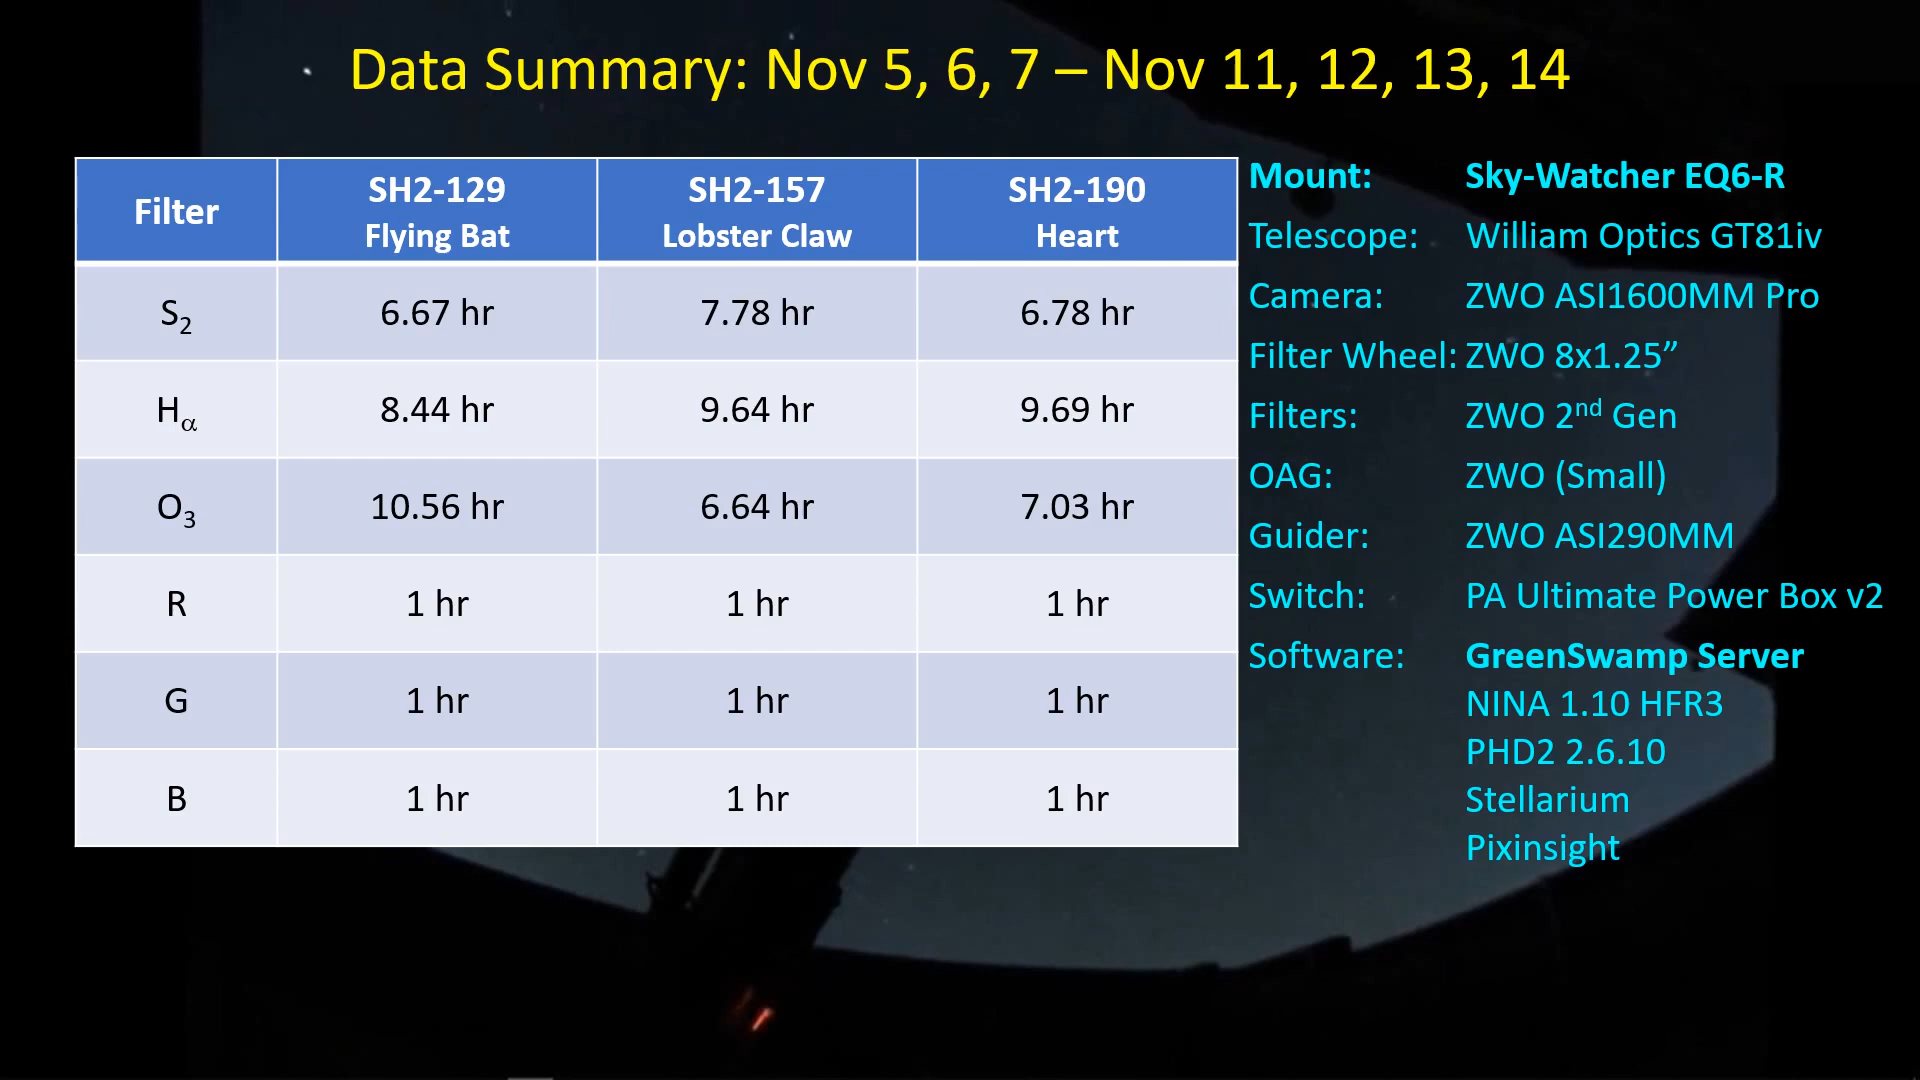 Data Summary: Nov 5, 6, 7 – Nov 11, 12, 13, 14
Filter SH2-129 Flying Bat SH2-157 Lobster Claw SH2-190 Heart
S2 6.67 hr 7.78 hr 6.78 hr
Hα 8.44 hr 9.64 hr 9.69 hr
O3 10.56 hr 6.64 hr 7.03 hr
R 1 hr 1 hr 1 hr
G 1 hr 1 hr 1 hr
B 1 hr 1 hr 1 hr
Mount: Sky-Watcher EQ6-R
Telescope: William Optics GT81iv
Camera: ZWO ASI1600MM Pro
Filter Wheel: ZWO 8x1.25”
Filters: ZWO 2nd Gen
OAG: ZWO (Small)
Guider: ZWO ASI290MM
Switch: PA Ultimate Power Box v2
Software: GreenSwamp Server
NINA 1.10 HFR3
PHD2 2.6.10
Stellarium
Pixinsight